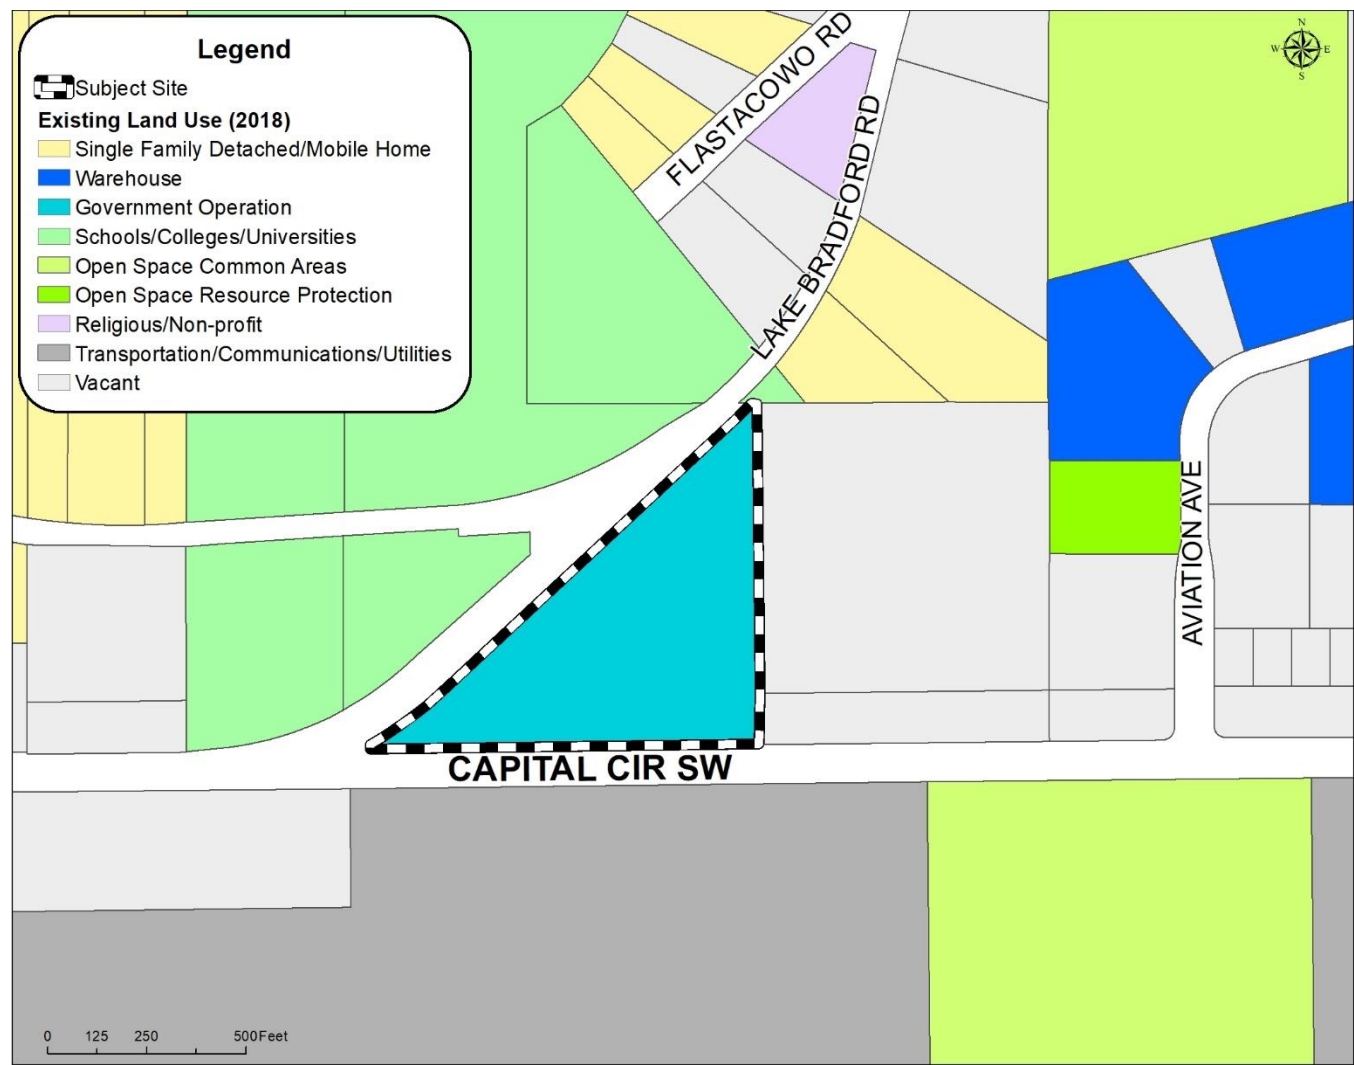 Legend
Subject Site
Existing Land Use (2018)
Single Family Detached/Mobile Home
Warehouse
Government Operation
Schools/Colleges/Universities
Open Space Common Areas
Open Space Resource Protection
Religious/Non-profit
Transportation/Communications/Utilities
Vacant
FLASTACOWO RD
LAKE BRADFORD RD
N
W E
S
AVIATION AVE
CAPITAL CIR SW
0 125 250 500 Feet